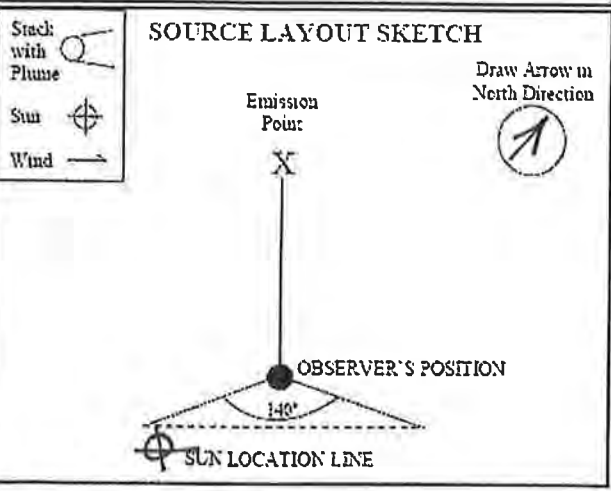 Stack
with
Plume
Sun
Wind
SOURCE LAYOUT SKETCH
Draw Arrow in
North Direction
Emission
Point
X
OBSERVER'S POSITION
140°
SUN LOCATION LINE